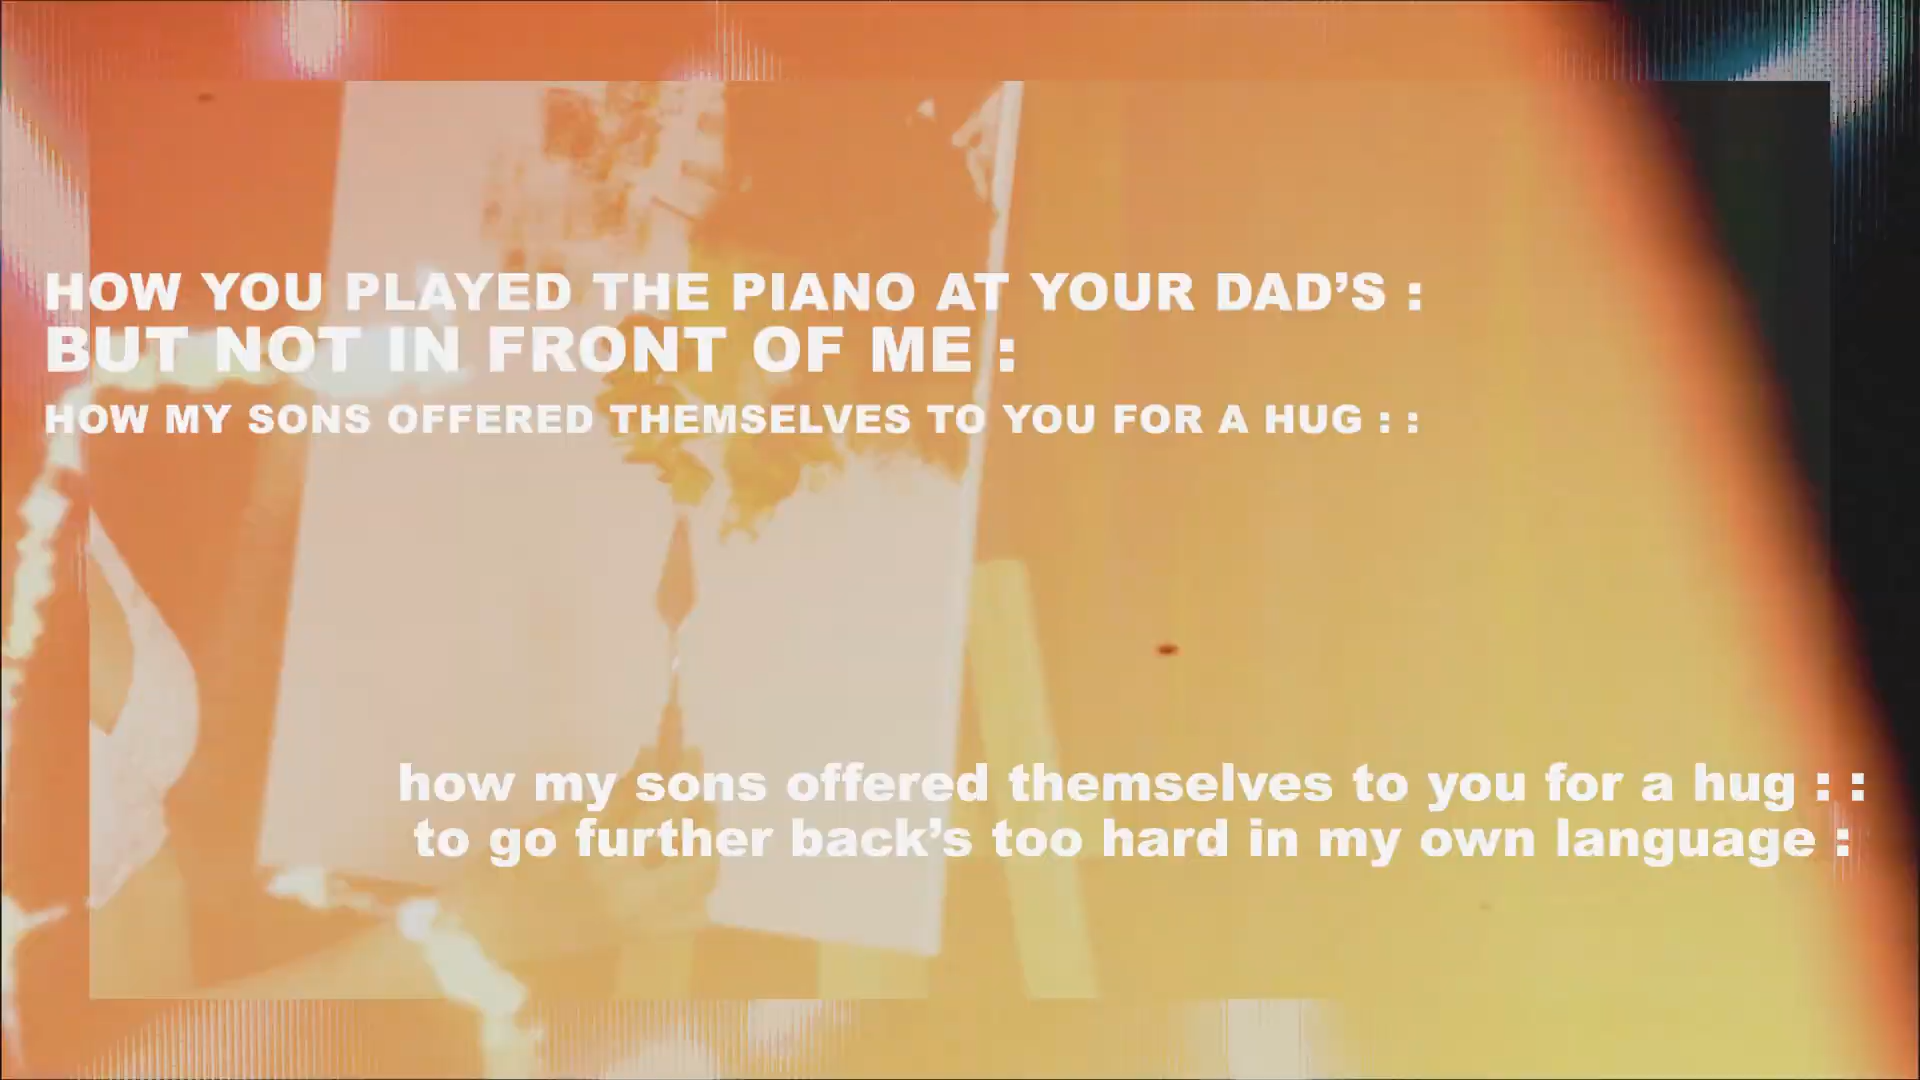 HOW YOU PLAYED THE PIANO AT YOUR DAD’S :
BUT NOT IN FRONT OF ME :
HOW MY SONS OFFERED THEMSELVES TO YOU FOR A HUG : :
how my sons offered themselves to you for a hug : :
to go further back’s too hard in my own language :